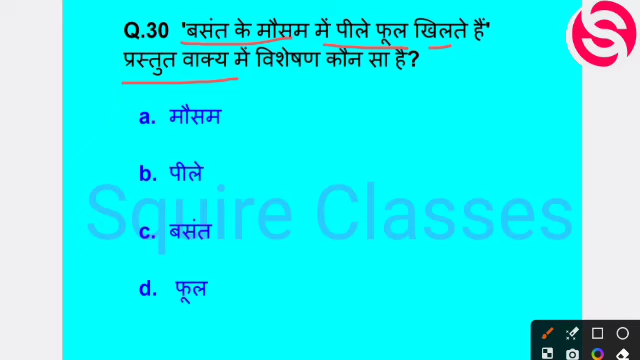 Q.30 'बसंत के मौसम में पीले फूल खिलते हैं'
प्रस्तुत वाक्य में विशेषण कौन सा है?
a. मौसम
b. पीले
Squire Classes
c. बसंत
d. फूल